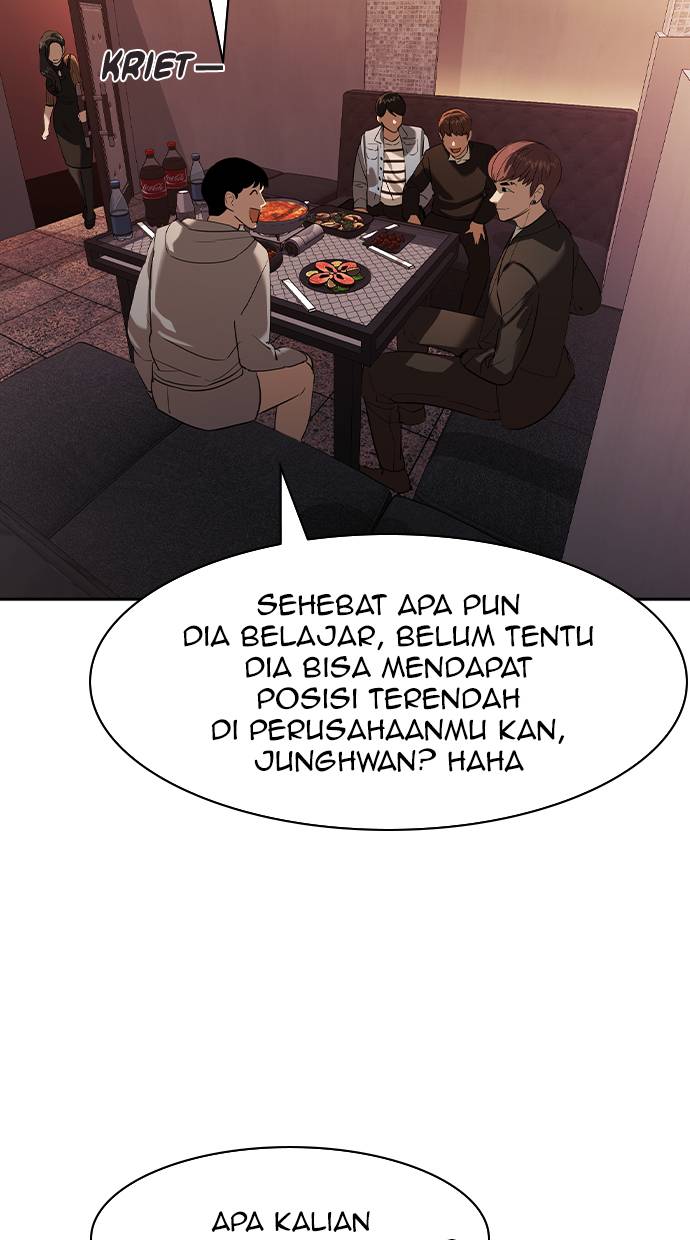 KRIET—
SEHEBAT APA PUN
DIA BELAJAR, BELUM TENTU
DIA BISA MENDAPAT
POSISI TERENDAH
DI PERUSAHAANMU KAN,
JUNGHWAN? HAHA
APA KALIAN